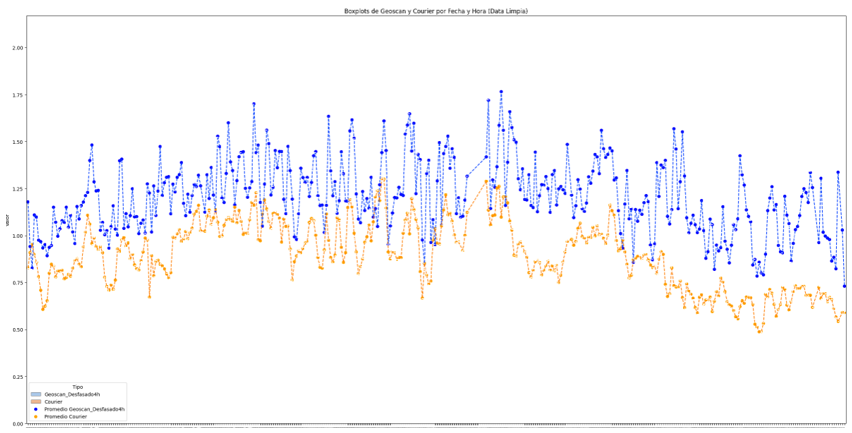 Boxplots de Geoscan y Courier por Fecha y Hora (Data Limpia)
2.00
1.75
1.50
1.25
1.00
0.75
0.50
0.25
0.00
Valor
Tipo
Geoscan_Desfasado4h
Courier
Promedio Geoscan_Desfasado4h
Promedio Courier